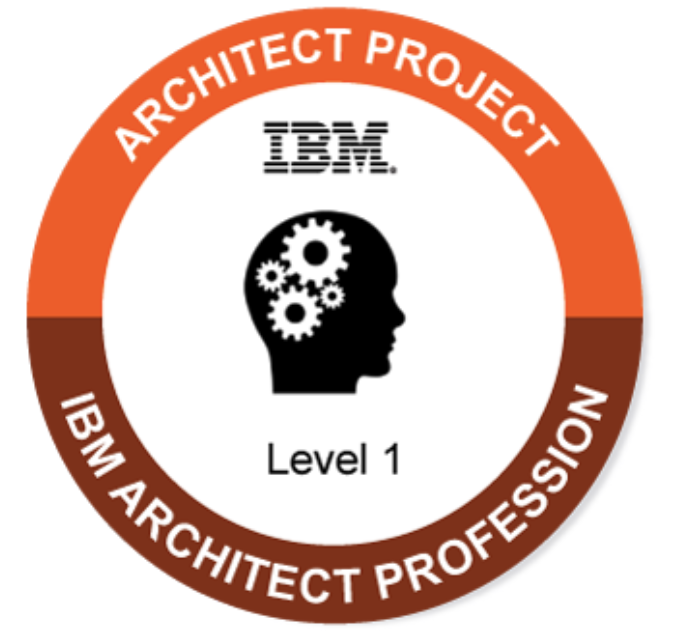 ARCHITECT PROJECT
IBM.
Level 1
IBM ARCHITECT PROFESSION